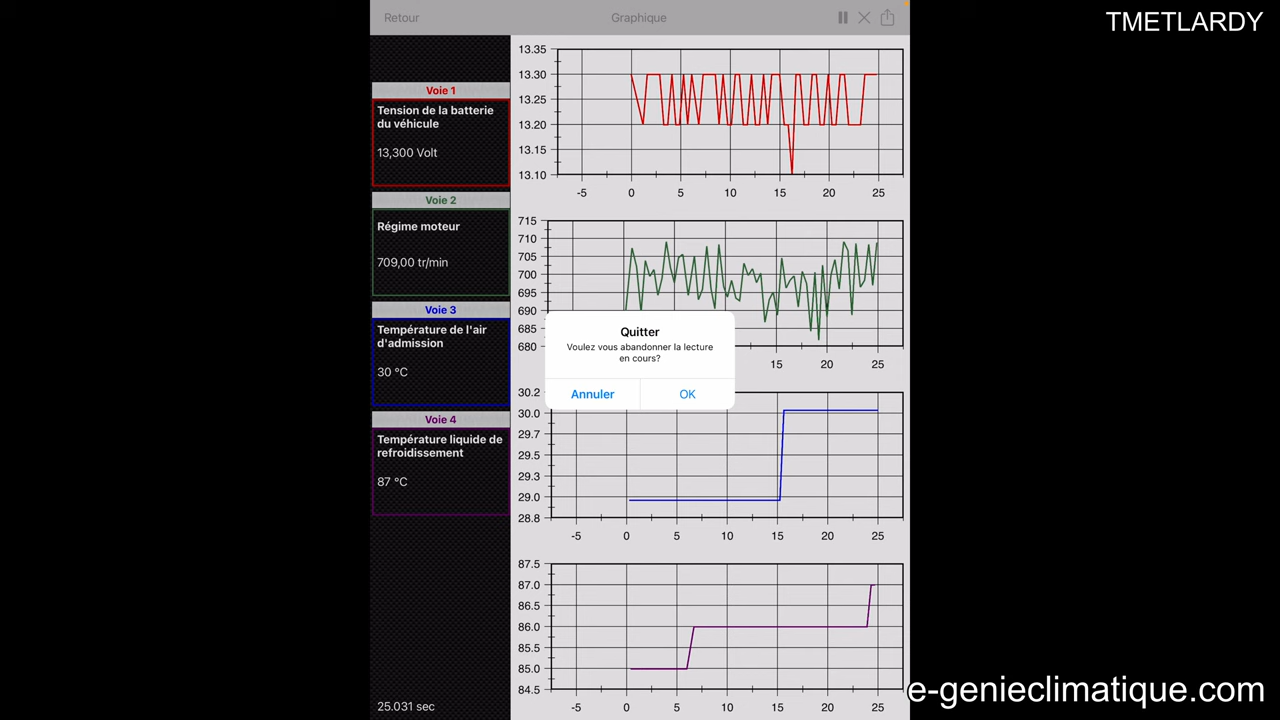 TMETLARDY
Retour
Graphique
Voie 1
Tension de la batterie
du véhicule
13,300 Volt
Voie 2
Régime moteur
709,00 tr/min
Voie 3
Température de l'air
d'admission
30 °C
Voie 4
Température liquide de
refroidissement
87 °C
25.031 sec
13.35
13.30
13.25
13.20
13.15
13.10
-5 0 5 10 15 20 25
715
710
705
700
695
690
685
680
15 20 25
Quitter
Voulez vous abandonner la lecture
en cours?
Annuler OK
30.2
30.0
29.7
29.5
29.3
29.0
28.8
-5 0 5 10 15 20 25
87.5
87.0
86.5
86.0
85.5
85.0
84.5
-5 0 5 10 15 20 25
e-genieclimatique.com